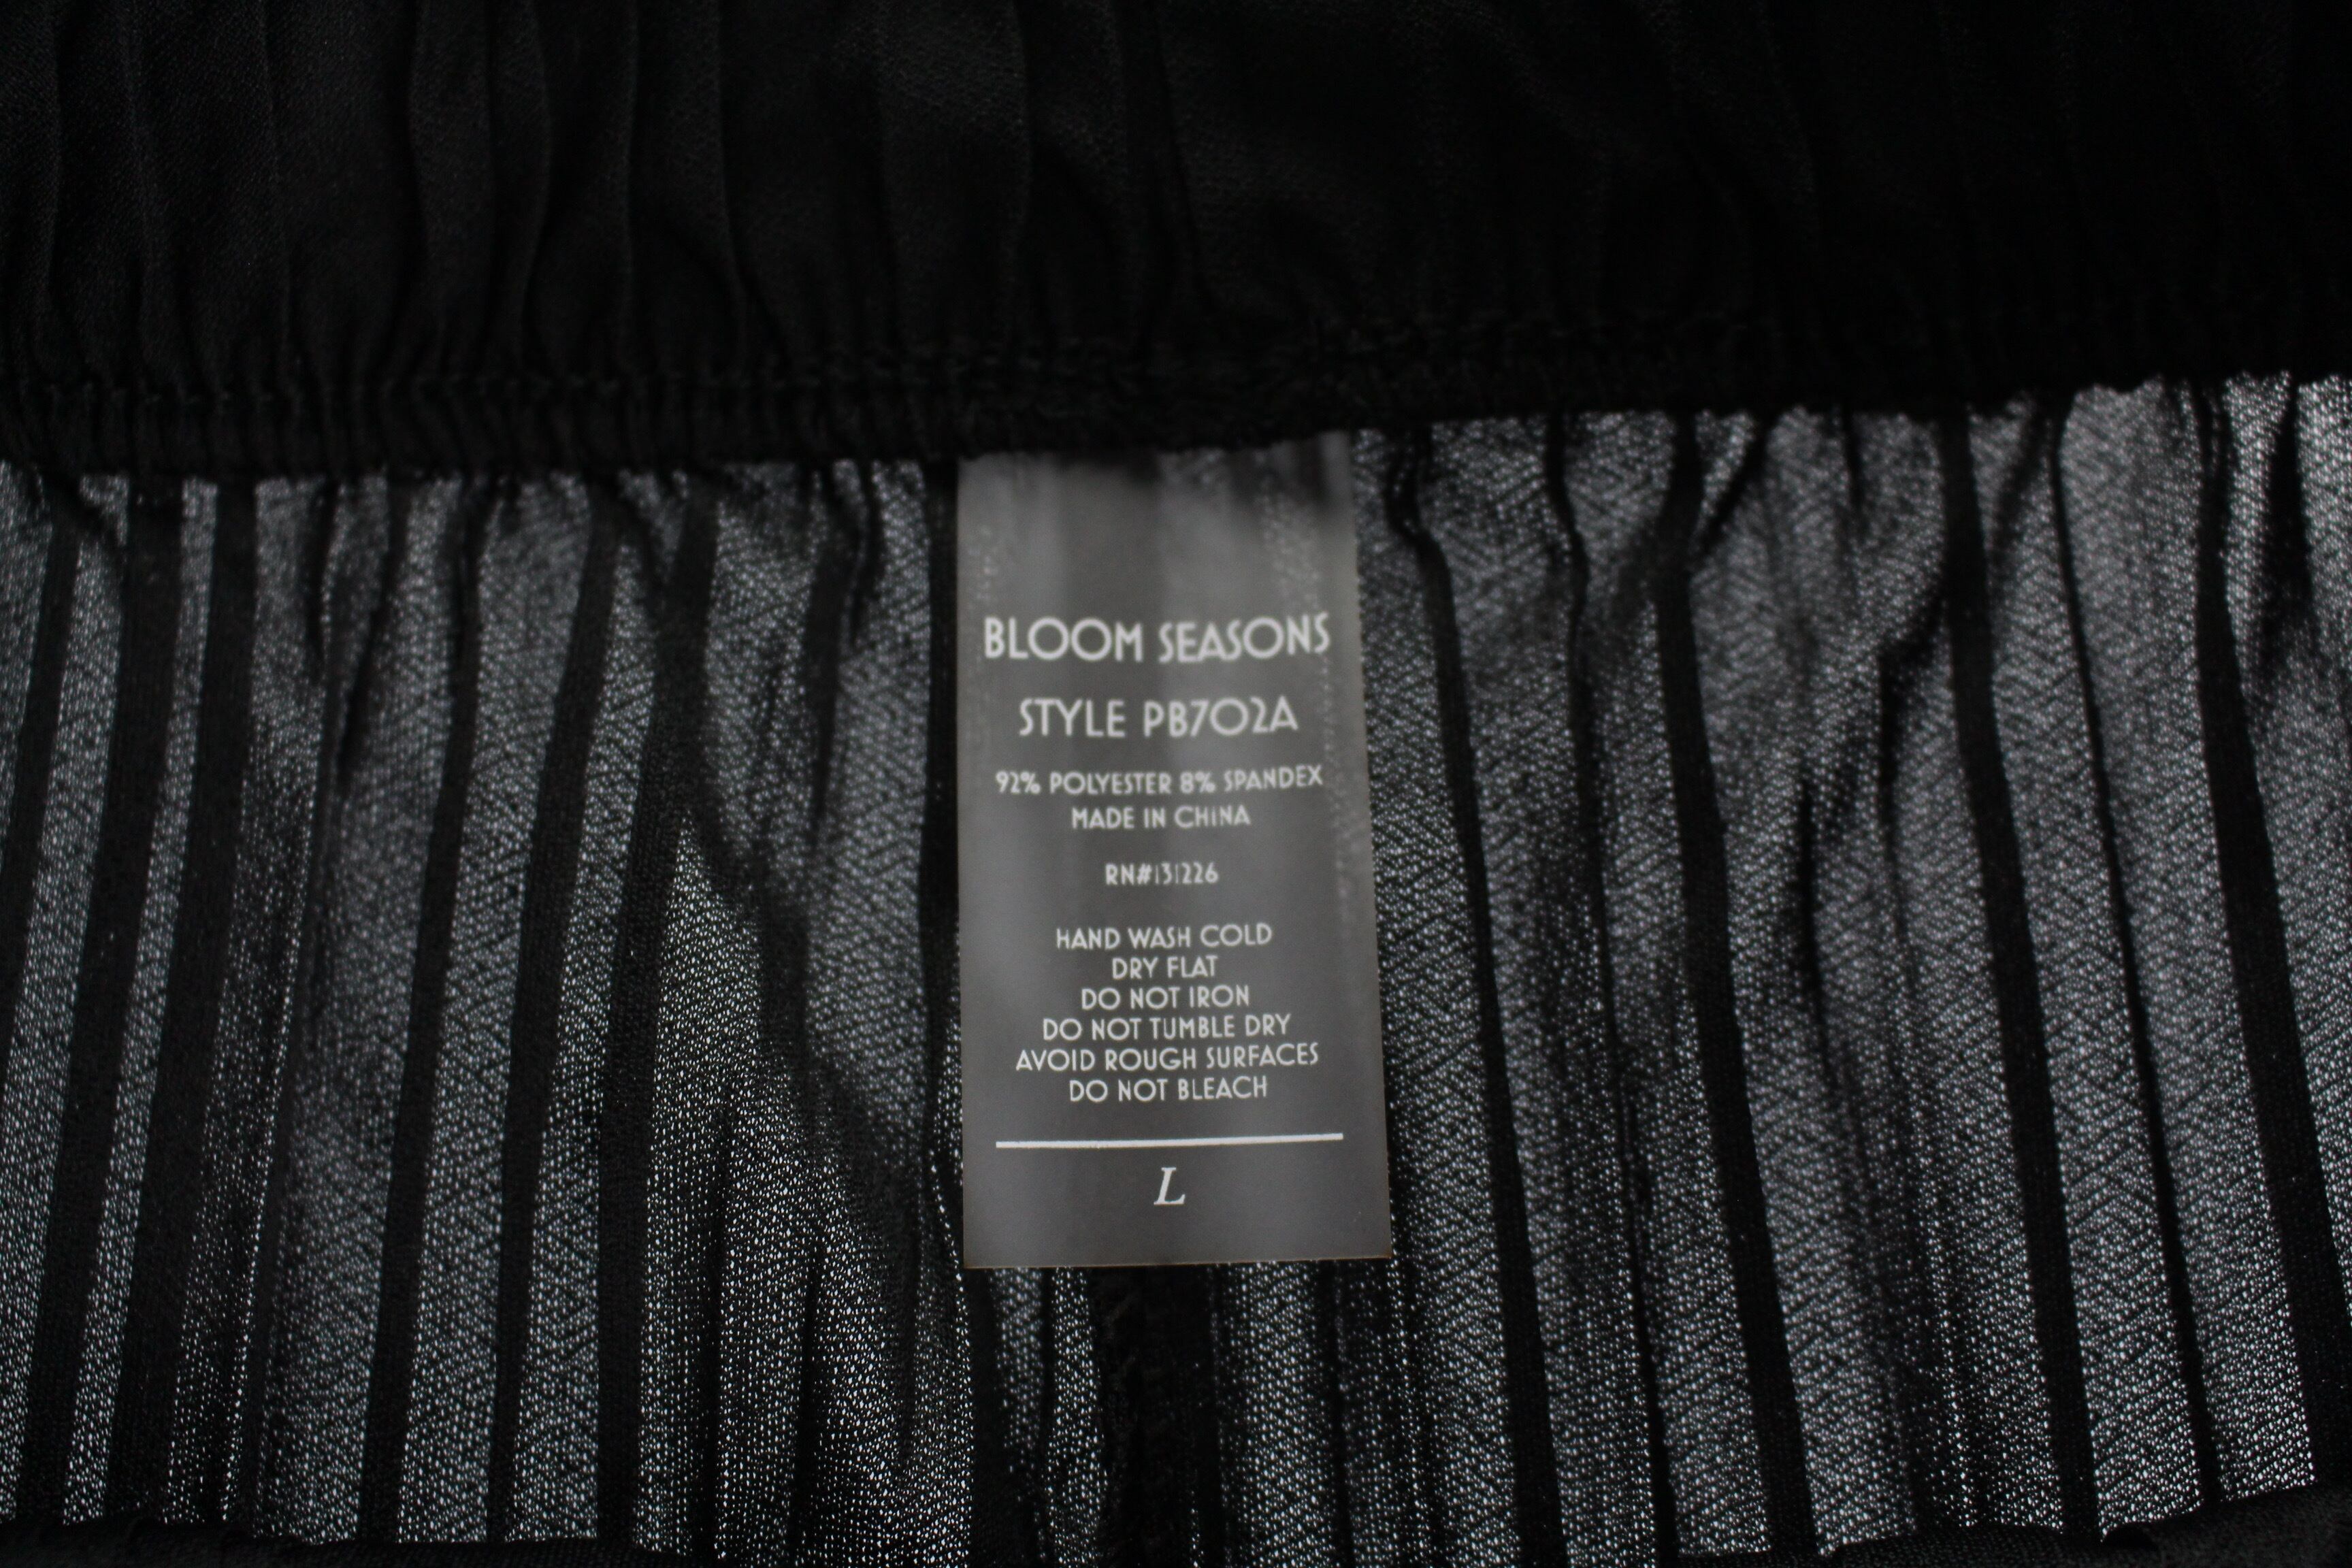 BLOOM SEASONS
STYLE PB702A
92% POLYESTER 8% SPANDEX
MADE IN CHINA
RN#131226
HAND WASH COLD
DRY FLAT
DO NOT IRON
DO NOT TUMBLE DRY
AVOID ROUGH SURFACES
DO NOT BLEACH
L